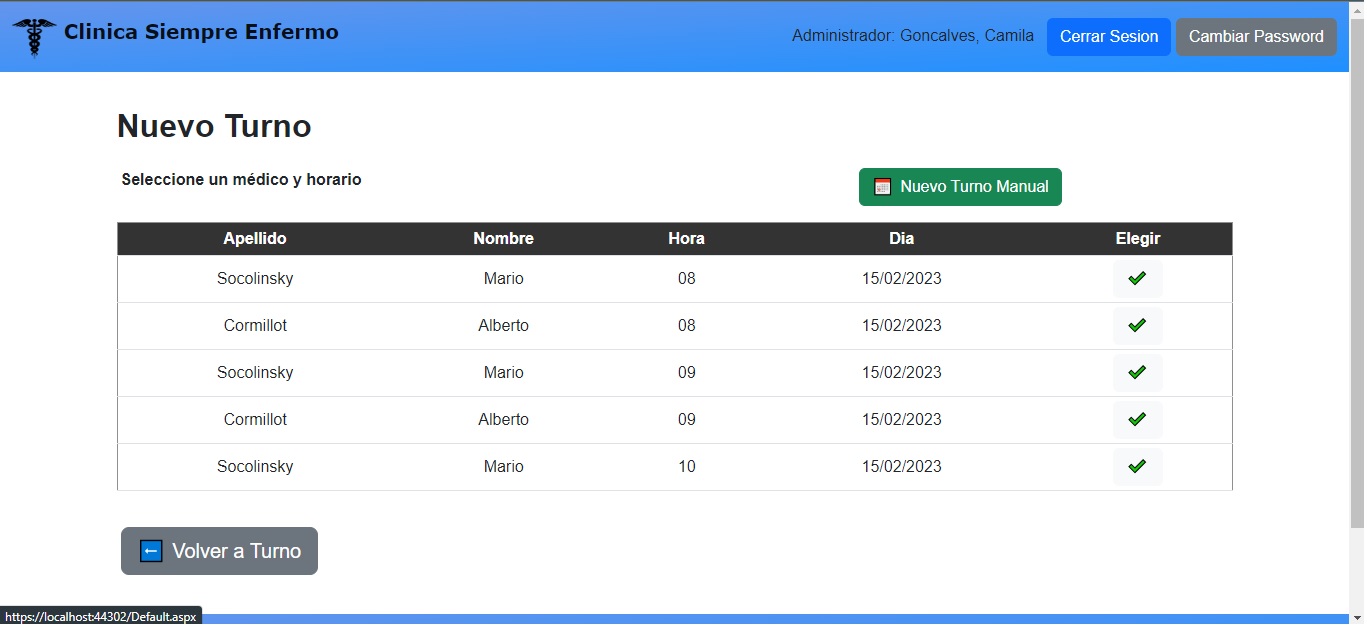 Clinica Siempre Enfermo
Administrador: Goncalves, Camila Cerrar Sesion Cambiar Password
Nuevo Turno
Seleccione un médico y horario
Nuevo Turno Manual
Apellido Nombre Hora Dia Elegir
Socolinsky Mario 08 15/02/2023
Cormillot Alberto 08 15/02/2023
Socolinsky Mario 09 15/02/2023
Cormillot Alberto 09 15/02/2023
Socolinsky Mario 10 15/02/2023
Volver a Turno
https://localhost:44302/Default.aspx